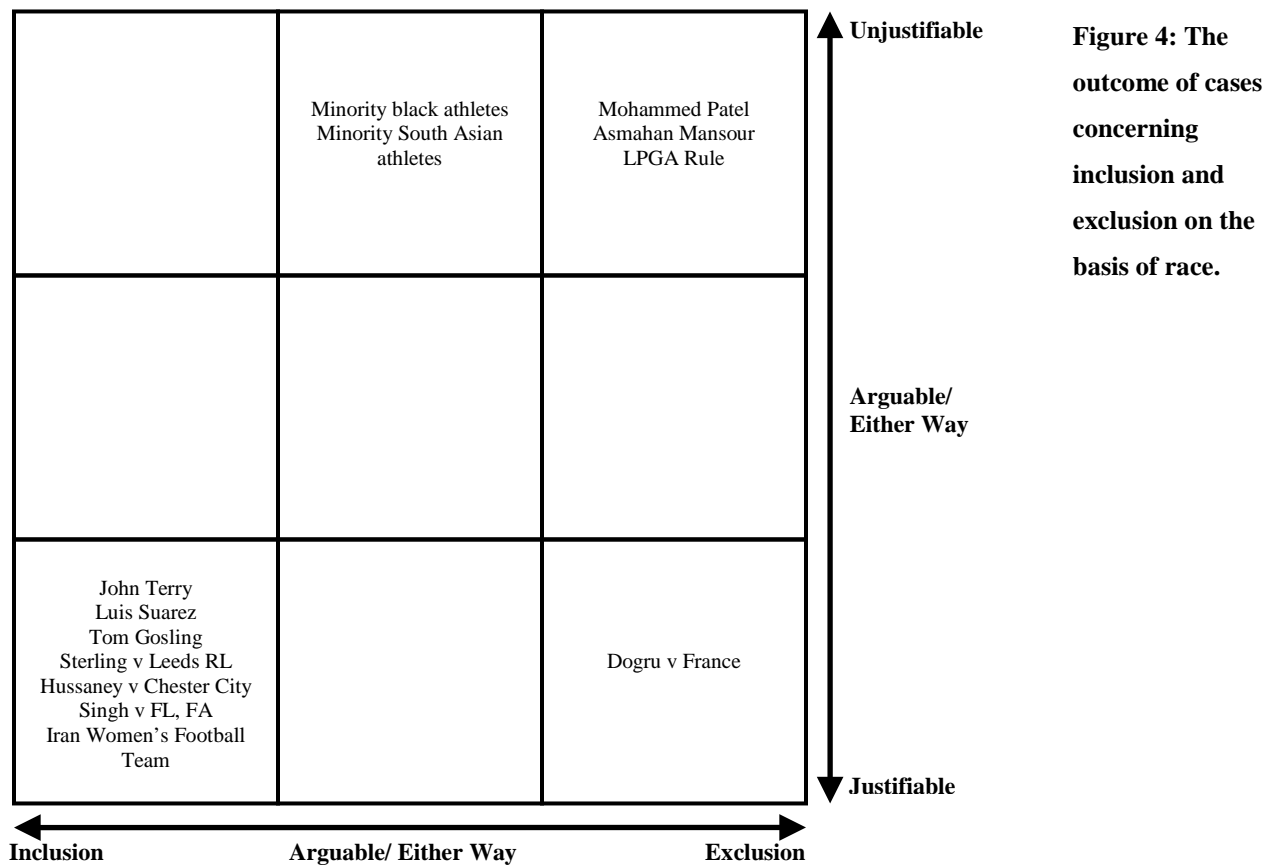 Unjustifiable
Figure 4: The
outcome of cases
concerning
inclusion and
exclusion on the
basis of race.
Minority black athletes
Minority South Asian
athletes
Mohammed Patel
Asmahan Mansour
LPGA Rule
Arguable/
Either Way
John Terry
Luis Suarez
Tom Gosling
Sterling v Leeds RL
Hussaney v Chester City
Singh v FL, FA
Iran Women’s Football
Team
Dogru v France
Justifiable
Inclusion
Arguable/ Either Way
Exclusion